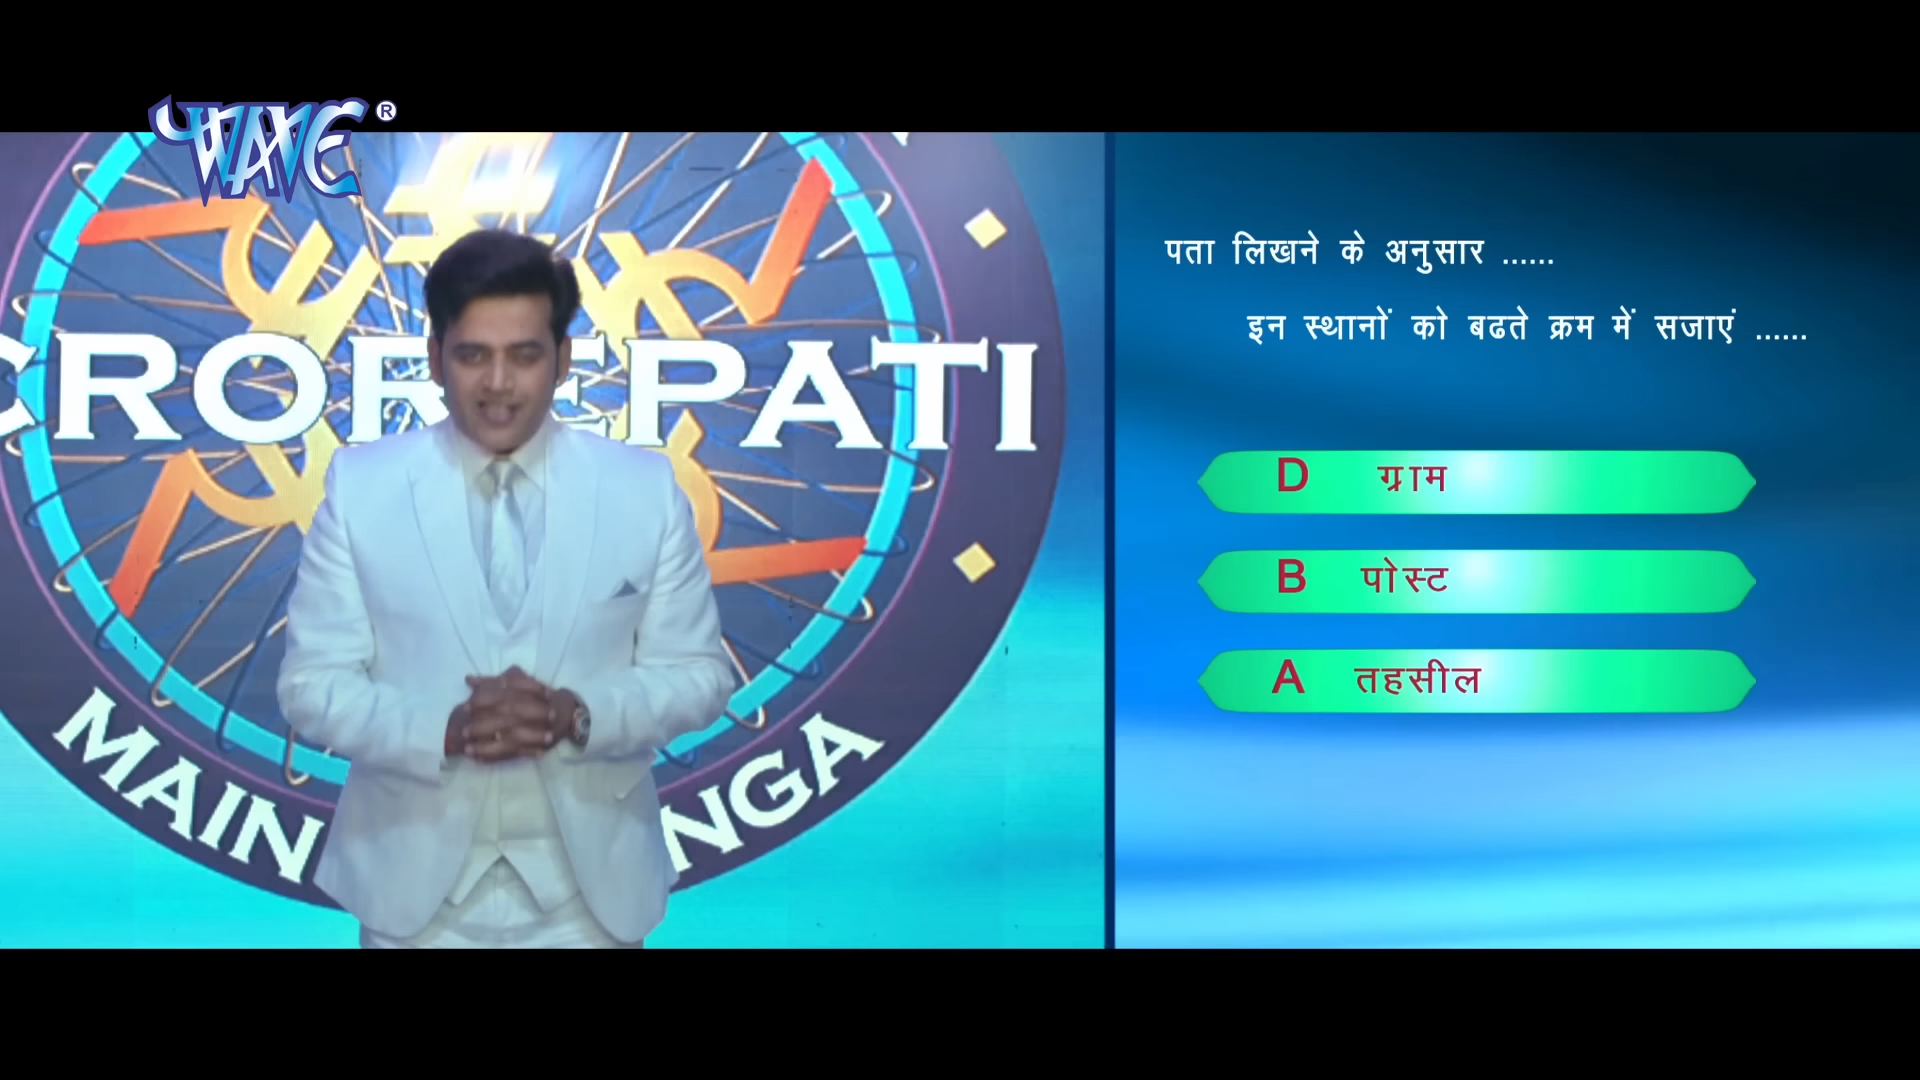 WAVE ®
CROREPATI
MAIN NGA
पता लिखने के अनुसार ......
इन स्थानों को बढते क्रम में सजाएं ......
D ग्राम
B पोस्ट
A तहसील